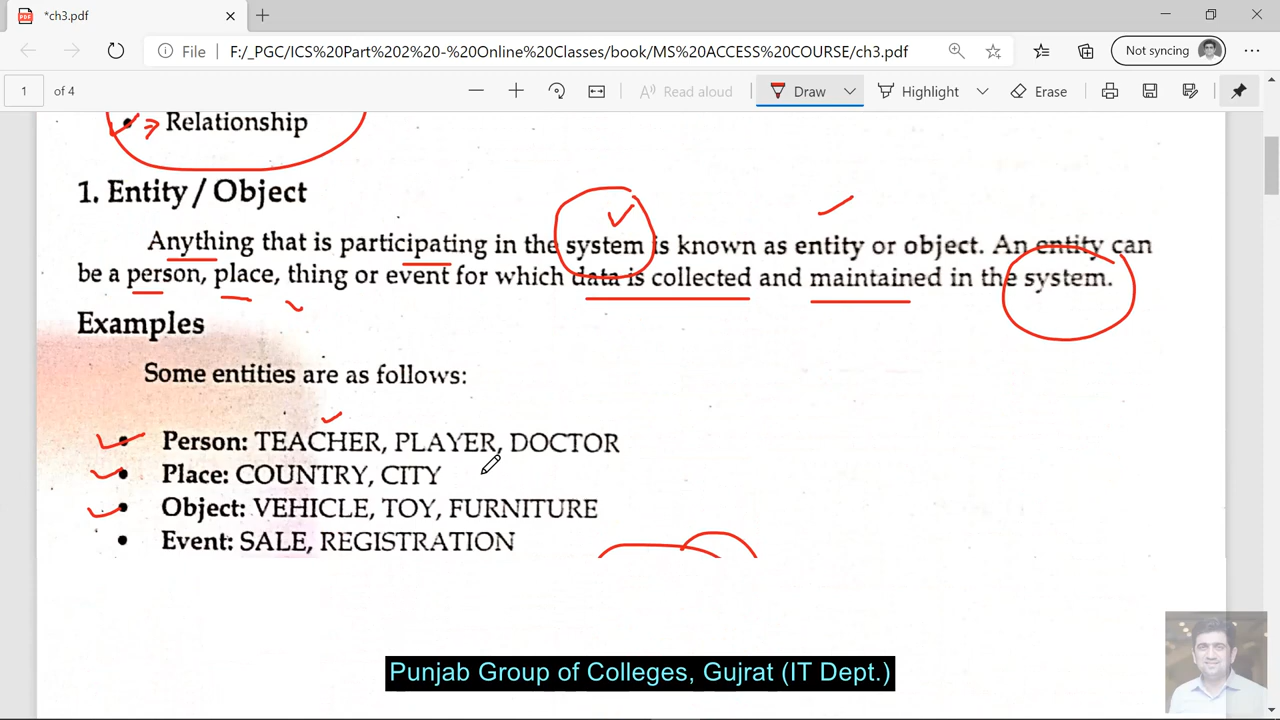 *ch3.pdf
File F:/_PGC/ICS%20Part%202%20-%20Online%20Classes/book/MS%20ACCESS%20COURSE/ch3.pdf Not syncing
1 of 4 Read aloud Draw Highlight Erase
Relationship
1. Entity / Object
Anything that is participating in the system is known as entity or object. An entity can
be a person, place, thing or event for which data is collected and maintained in the system.
Examples
Some entities are as follows:
• Person: TEACHER, PLAYER, DOCTOR
• Place: COUNTRY, CITY
• Object: VEHICLE, TOY, FURNITURE
• Event: SALE, REGISTRATION
Punjab Group of Colleges, Gujrat (IT Dept.)